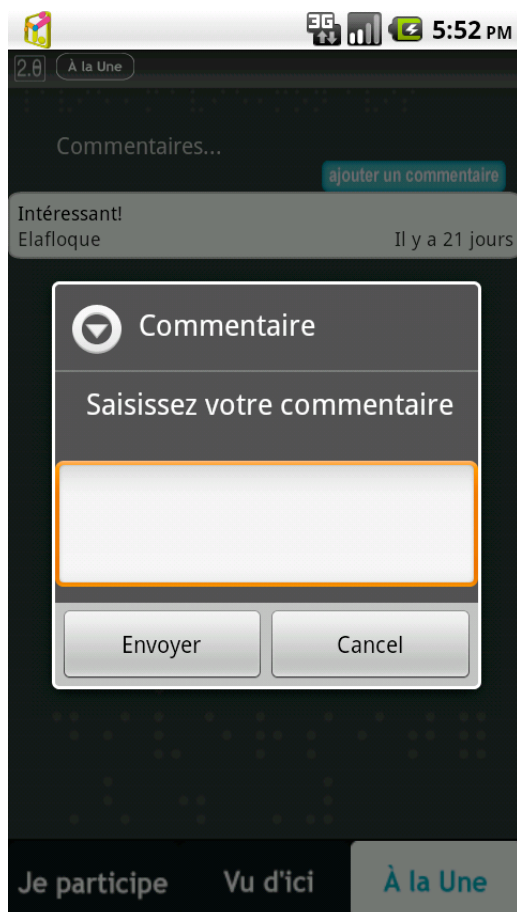 3G 5:52 PM
2.0 À la Une
Commentaires...
ajouter un commentaire
Intéressant!
Elafloque Il y a 21 jours
Commentaire
Saisissez votre commentaire
Envoyer Cancel
Je participe Vu d'ici À la Une